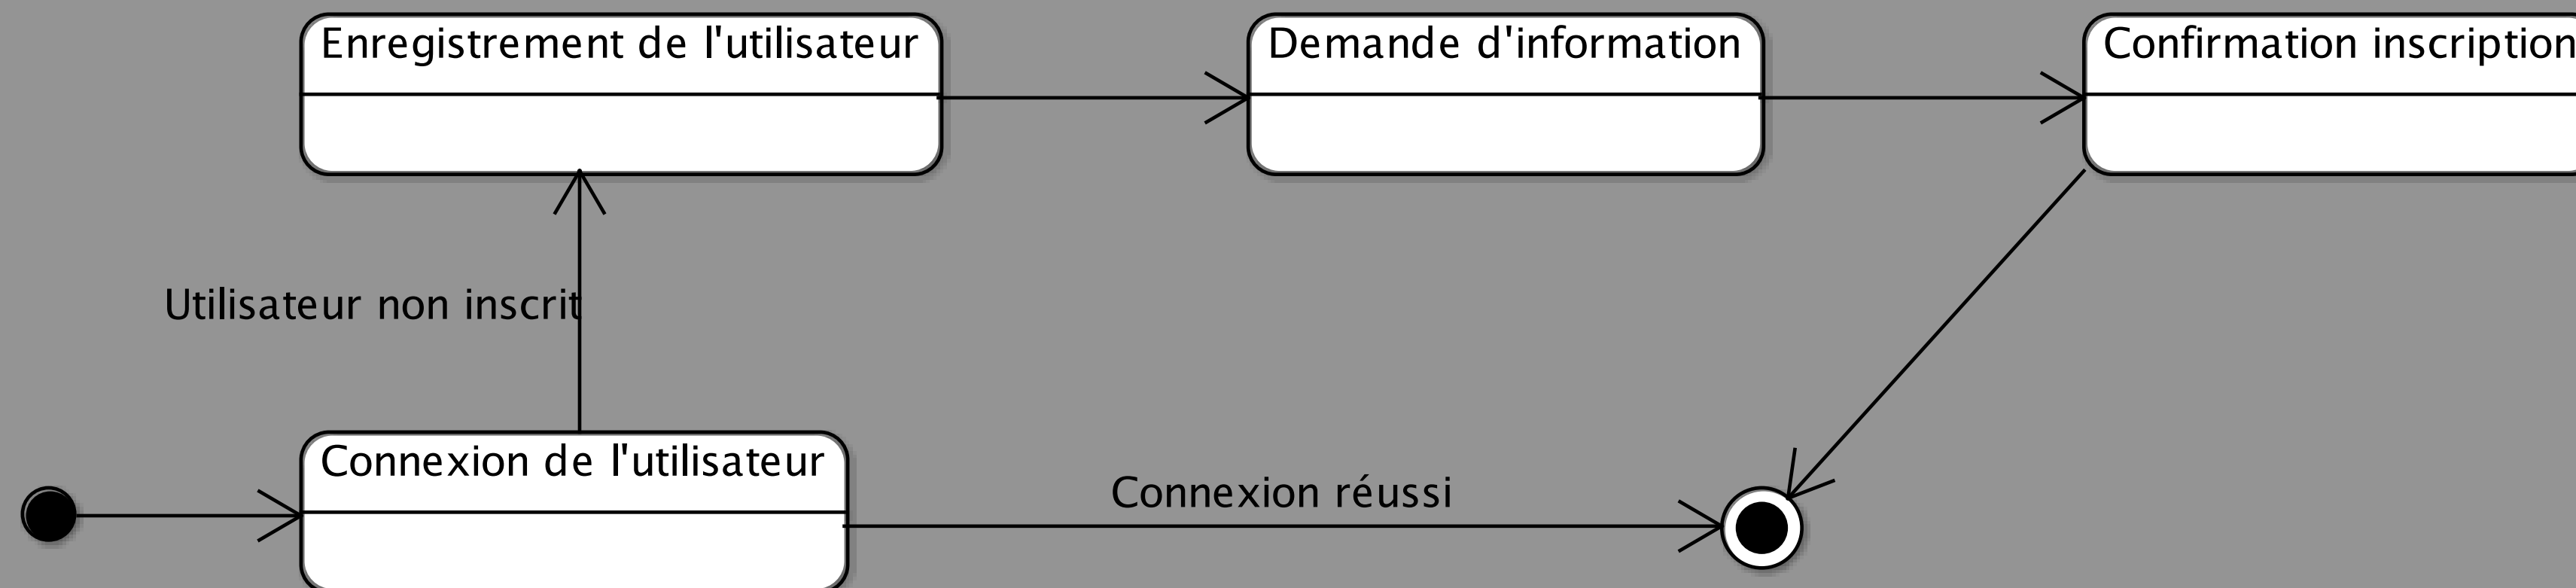 Enregistrement de l'utilisateur
Demande d'information
Confirmation inscription
Utilisateur non inscrit
Connexion de l'utilisateur
Connexion réussi